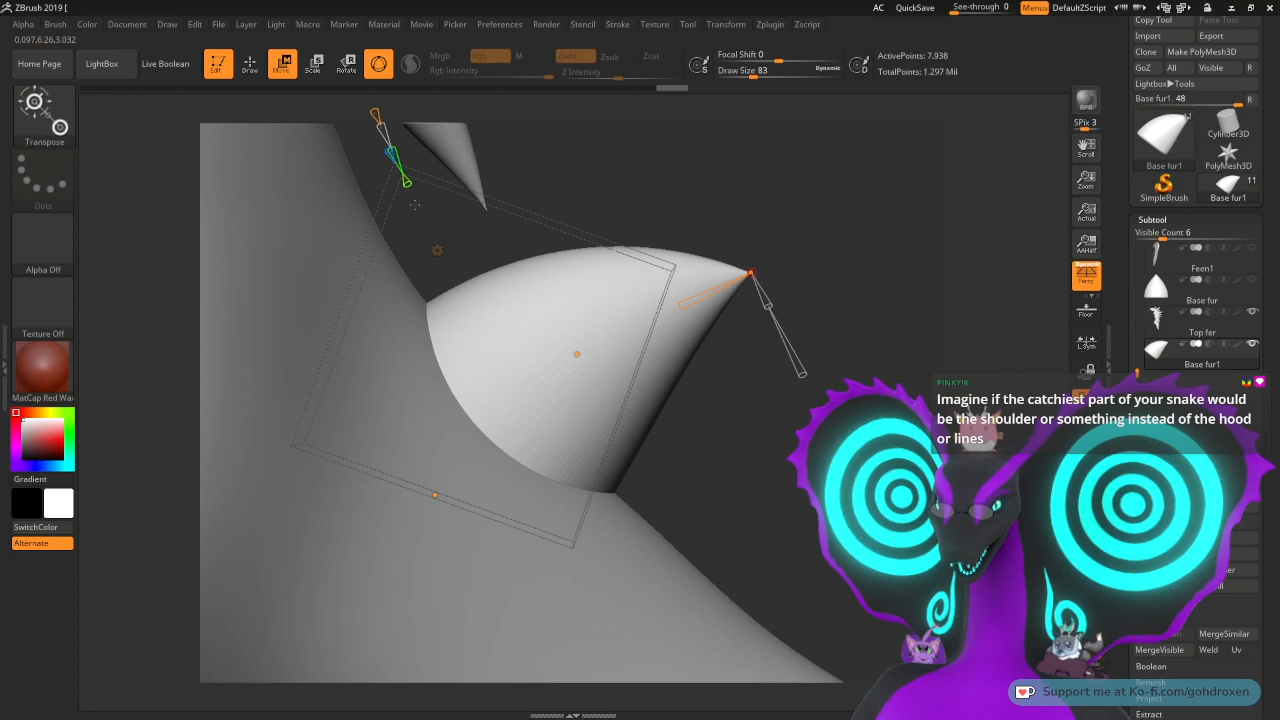 ZBrush 2019 [
AC QuickSave See-through 0 Menus DefaultZScript
Alpha Brush Color Document Draw Edit File Layer Light Macro Marker Material Movie Picker Preferences Render Stencil Stroke Texture Tool Transform Zplugin Zscript
0.097,6.26,3.032
Home Page LightBox Live Boolean
Edit Draw Move Scale Rotate
Mrgb Rgb M Zadd Zsub Zcut
Rgb Intensity Z Intensity
Focal Shift 0
Draw Size 83 Dynamic
S D
ActivePoints: 7,938
TotalPoints: 1.297 Mil
Transpose
Dots
Alpha Off
Texture Off
MatCap Red Wa
Gradient
SwitchColor
Alternate
BPR
SPix 3
Scroll
Zoom
Actual
AAHalf
Dynamic
Persp
Floor
L.Sym
Copy Tool Paste Tool
Import Export
Clone Make PolyMesh3D
GoZ All Visible R
Lightbox▶Tools
Base fur1. 48 R
11
Cylinder3D
Base fur1 PolyMesh3D
11
SimpleBrush Base fur1
Subtool
Visible Count 6
Feen1
Base fur
Top fer
Base fur1
PINKYIK
Imagine if the catchiest part of your snake would
be the shoulder or something instead of the hood
or lines
MergeSimilar
MergeVisible Weld Uv
Boolean
Remesh
Support me at Ko-fi.com/gohdroxen
Extract